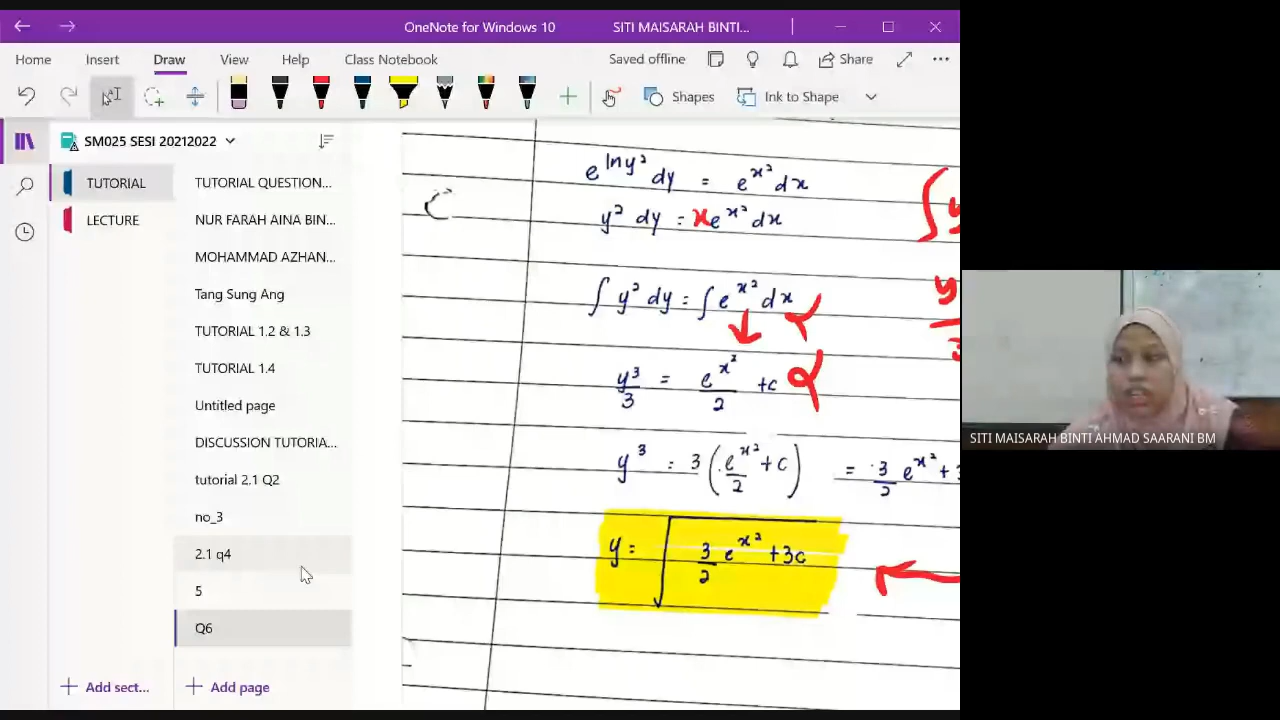 OneNote for Windows 10
SITI MAISARAH BINTI...
Home Insert Draw View Help Class Notebook Saved offline Share
Shapes Ink to Shape
SM025 SESI 20212022
TUTORIAL
LECTURE
TUTORIAL QUESTION...
NUR FARAH AINA BIN...
MOHAMMAD AZHAN...
Tang Sung Ang
TUTORIAL 1.2 & 1.3
TUTORIAL 1.4
Untitled page
DISCUSSION TUTORIA...
tutorial 2.1 Q2
no_3
2.1 q4
5
Q6
Add sect...
Add page
e^{ln y²} dy = e^{x²} dx
y² dy = x e^{x²} dx
∫ y² dy = ∫ e^{x²} dx
y³/3 = e^{x²}/2 + c
y³ = 3 (e^{x²}/2 + c) = 3/2 e^{x²} + 3
y = √(3/2 e^{x²} + 3c)
SITI MAISARAH BINTI AHMAD SAARANI BM